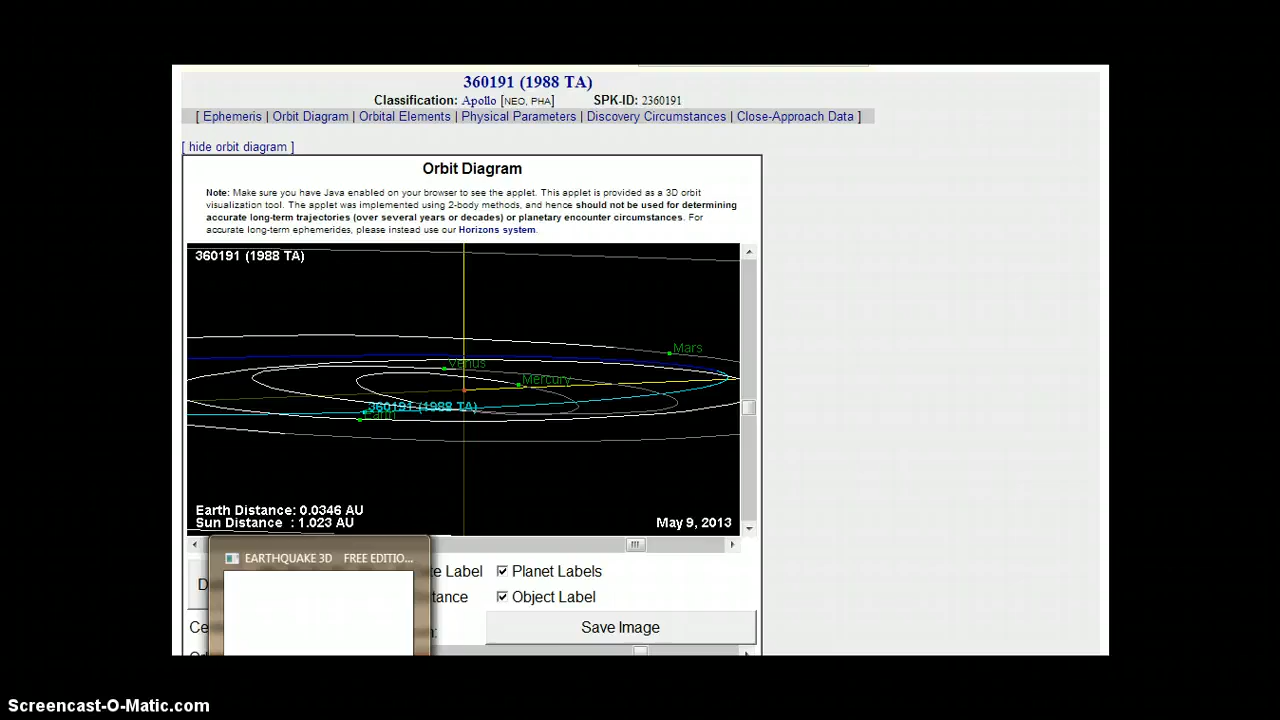 360191 (1988 TA)
Classification: Apollo [NEO, PHA] SPK-ID: 2360191
[ Ephemeris | Orbit Diagram | Orbital Elements | Physical Parameters | Discovery Circumstances | Close-Approach Data ]
[ hide orbit diagram ]
Orbit Diagram
Note: Make sure you have Java enabled on your browser to see the applet. This applet is provided as a 3D orbit
visualization tool. The applet was implemented using 2-body methods, and hence should not be used for determining
accurate long-term trajectories (over several years or decades) or planetary encounter circumstances. For
accurate long-term ephemerides, please instead use our Horizons system.
360191 (1988 TA)
Mars
Venus
Mercury
360191 (1988 TA)
Earth
Earth Distance: 0.0346 AU
Sun Distance : 1.023 AU
May 9, 2013
EARTHQUAKE 3D FREE EDITIO...
te Label
Planet Labels
D
tance
Object Label
Ce
Save Image
Screencast-O-Matic.com